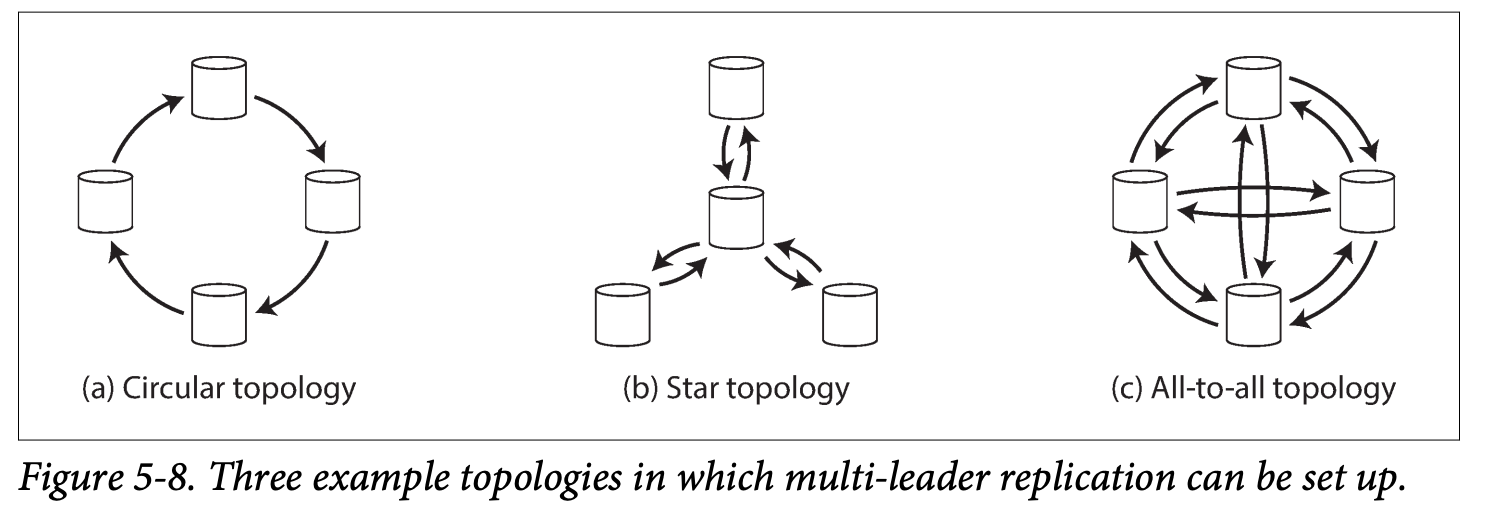 (a) Circular topology
(b) Star topology
(c) All-to-all topology
Figure 5-8. Three example topologies in which multi-leader replication can be set up.